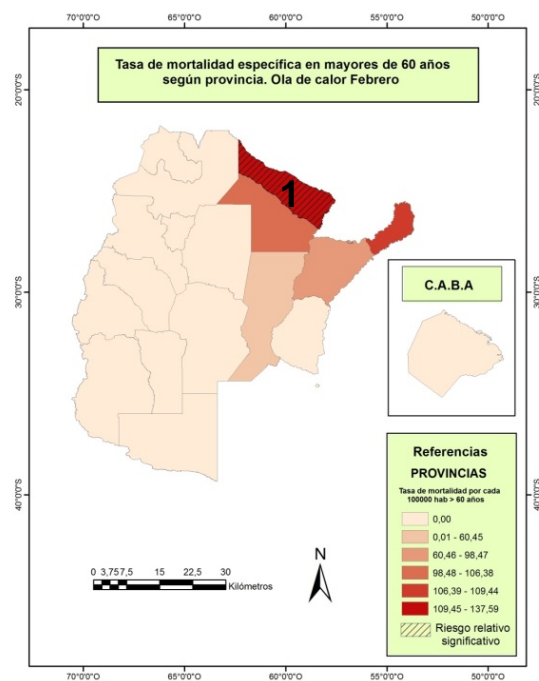 70°0'0"O 65°0'0"O 60°0'0"O 55°0'0"O 50°0'0"O
Tasa de mortalidad específica en mayores de 60 años
según provincia. Ola de calor Febrero
20°0'0"S
20°0'0"S
1
30°0'0"S
30°0'0"S
C.A.B.A
40°0'0"S
40°0'0"S
Referencias
PROVINCIAS
Tasa de mortalidad por cada
100000 hab > 60 años
0,00
0,01 - 60,45
60,46 - 98,47
98,48 - 106,38
106,39 - 109,44
109,45 - 137,59
Riesgo relativo
significativo
N
0 3,75 7,5 15 22,5 30
Kilómetros
70°0'0"O 65°0'0"O 60°0'0"O 55°0'0"O 50°0'0"O